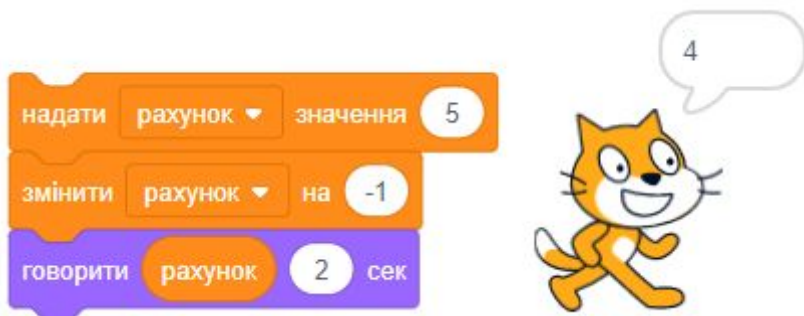 4
надати рахунок значення 5
змінити рахунок на -1
говорити рахунок 2 сек